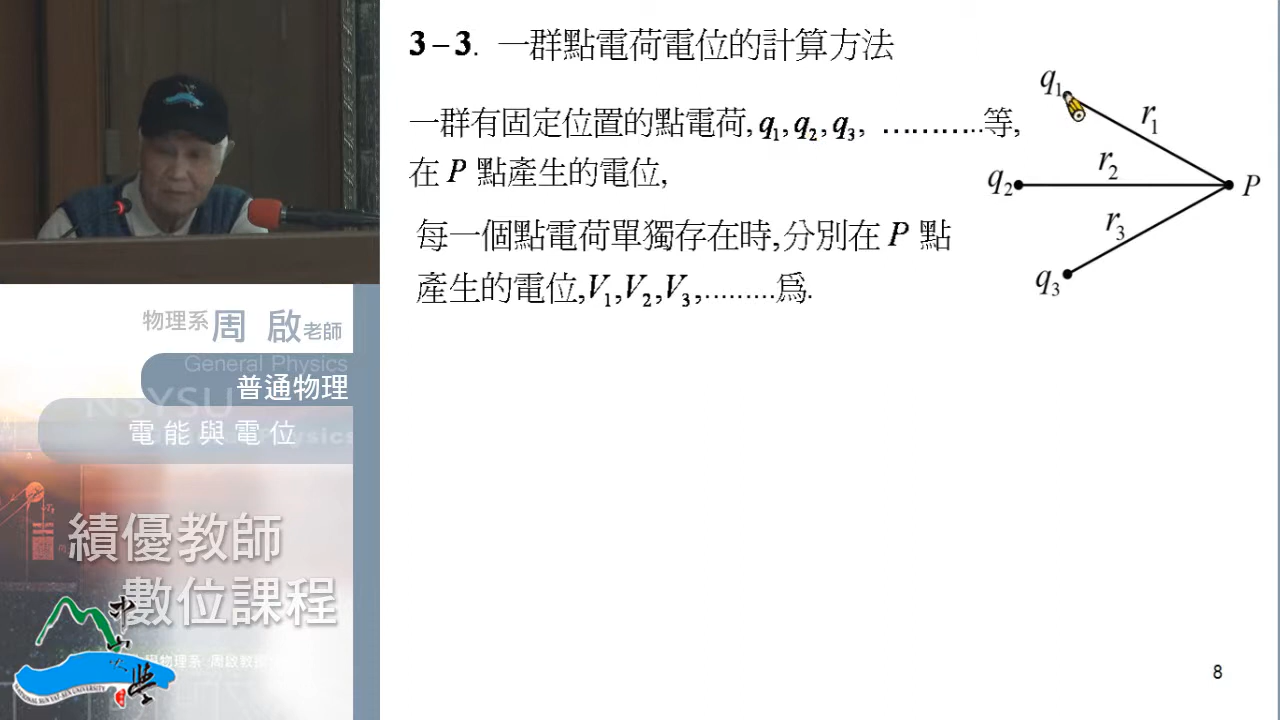 3－3. 一群點電荷電位的計算方法
一群有固定位置的點電荷, q₁, q₂, q₃, ………..等,
在 P 點產生的電位,
每一個點電荷單獨存在時,分別在 P 點
產生的電位,V₁,V₂,V₃,.........爲.
q₁
r₁
q₂
r₂
P
r₃
q₃
物理系 周 啟 老師
General Physics
普通物理
NSYSU
電能與電位
績優教師
數位課程
8